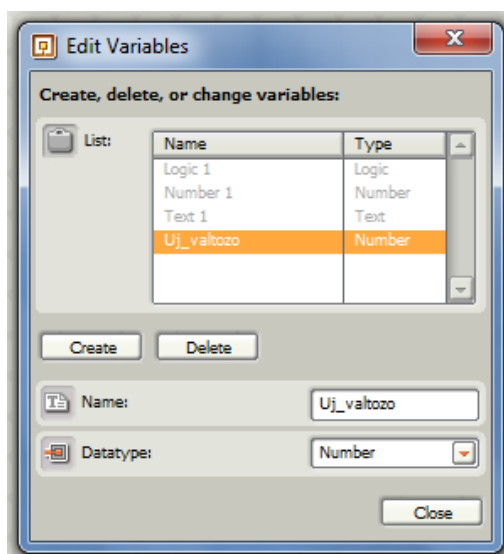 Edit Variables
Create, delete, or change variables:
List:
Name Type
Logic 1 Logic
Number 1 Number
Text 1 Text
Uj_valtozo Number
Create Delete
Name: Uj_valtozo
Datatype: Number
Close